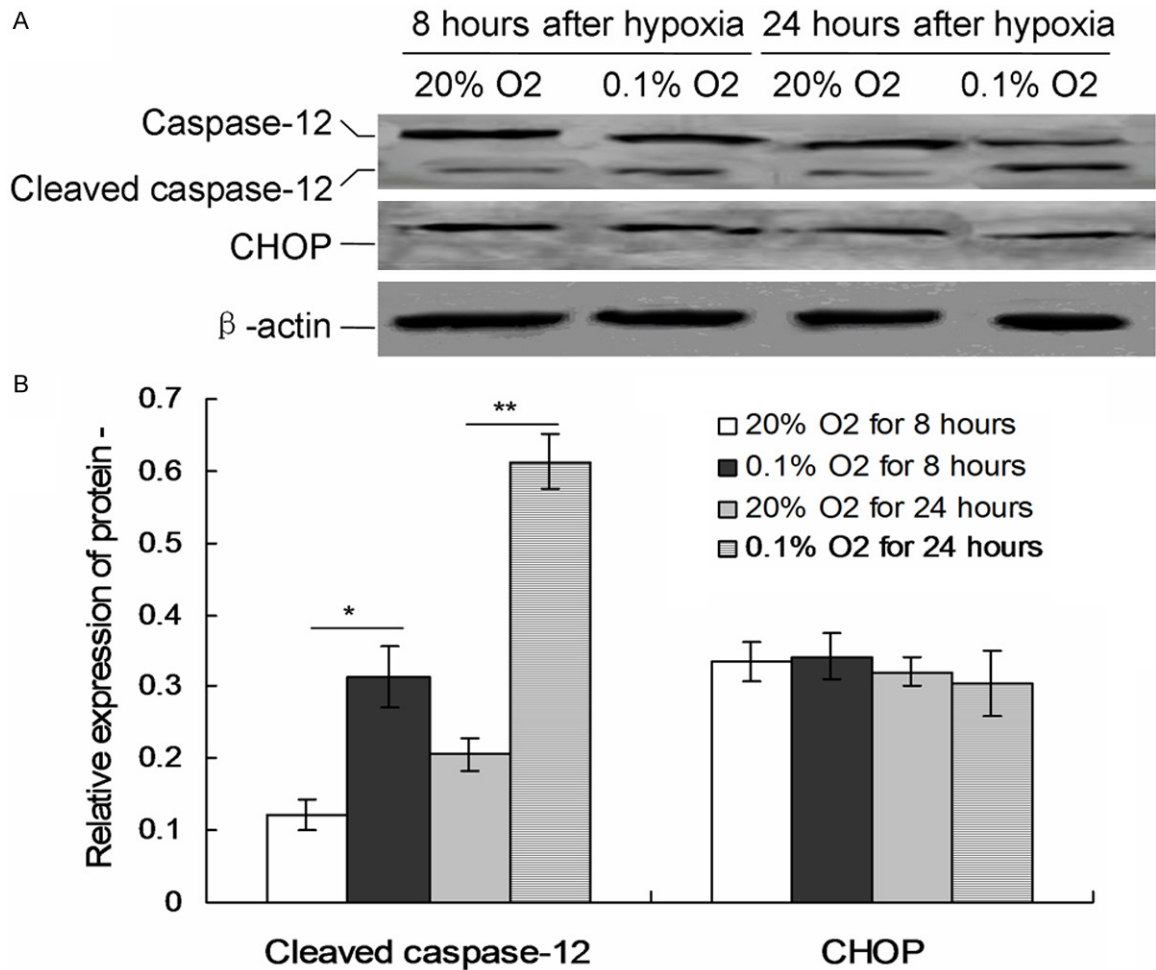 A
8 hours after hypoxia 24 hours after hypoxia
20% O2 0.1% O2 20% O2 0.1% O2
Caspase-12
Cleaved caspase-12
CHOP
β-actin
B
Relative expression of protein -
0.7
0.6
0.5
0.4
0.3
0.2
0.1
0
*
**
20% O2 for 8 hours
0.1% O2 for 8 hours
20% O2 for 24 hours
0.1% O2 for 24 hours
Cleaved caspase-12 CHOP